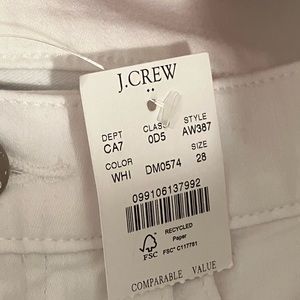 J.CREW
DEPT CLASS STYLE
CA7 0D5 AW387
COLOR SIZE
WHI DM0574 28
099106137992
FSC
RECYCLED
Paper
FSC® C117781
COMPARABLE VALUE